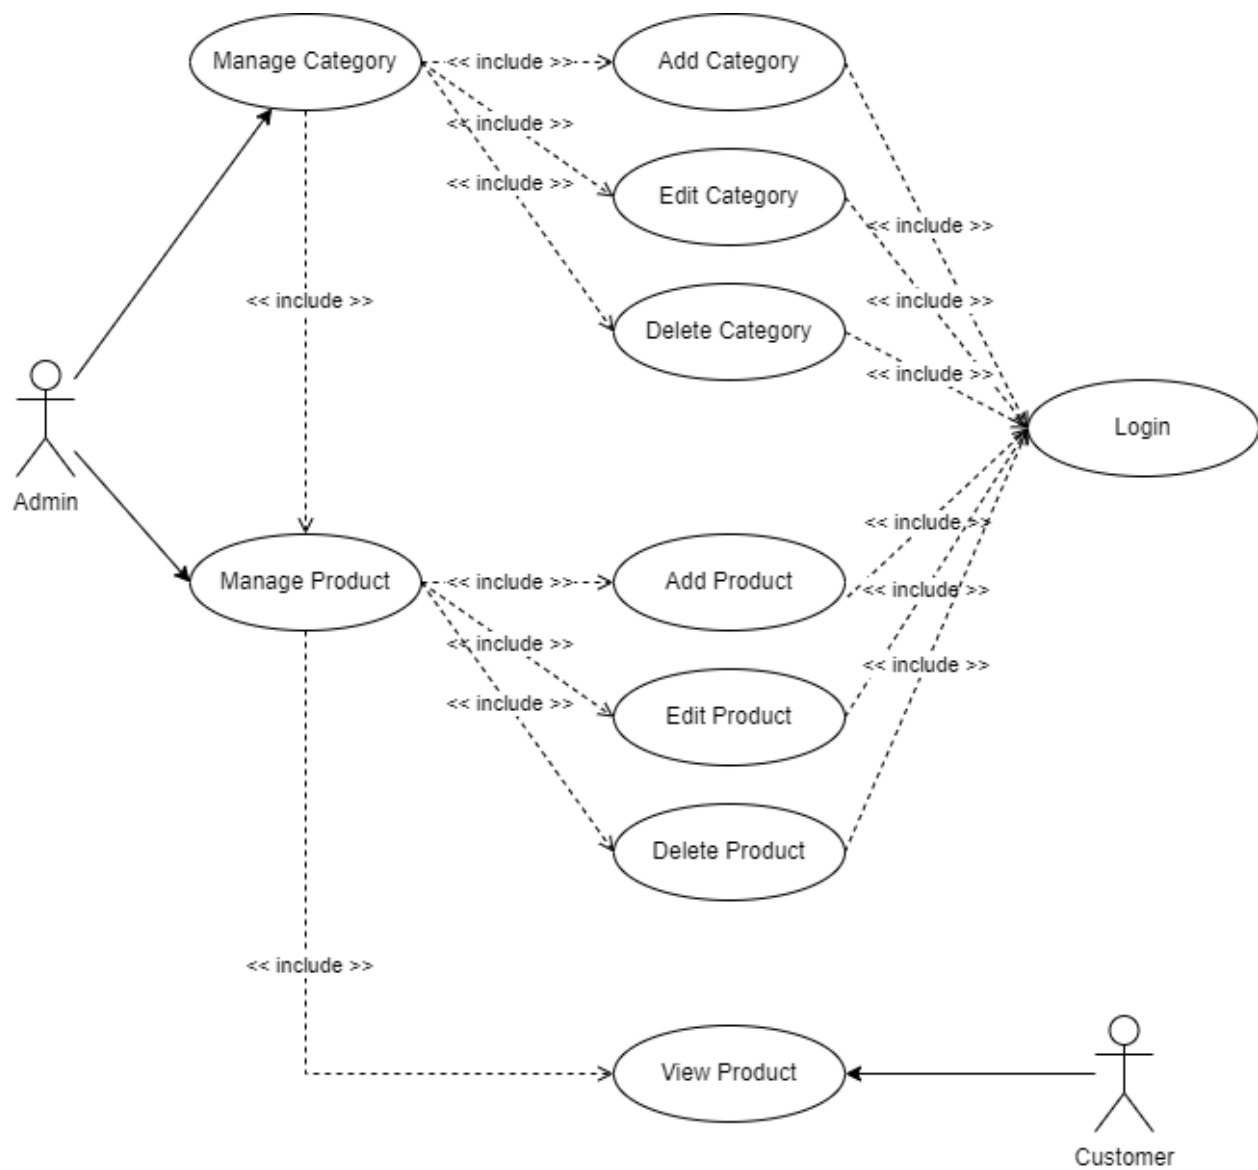 Manage Category
<< include >>
Add Category
<< include >>
<< include >>
Edit Category
<< include >>
<< include >>
<< include >>
Delete Category
<< include >>
Login
Admin
<< include >>
Manage Product
<< include >>
Add Product
<< include >>
<< include >>
<< include >>
<< include >>
Edit Product
Delete Product
<< include >>
View Product
Customer